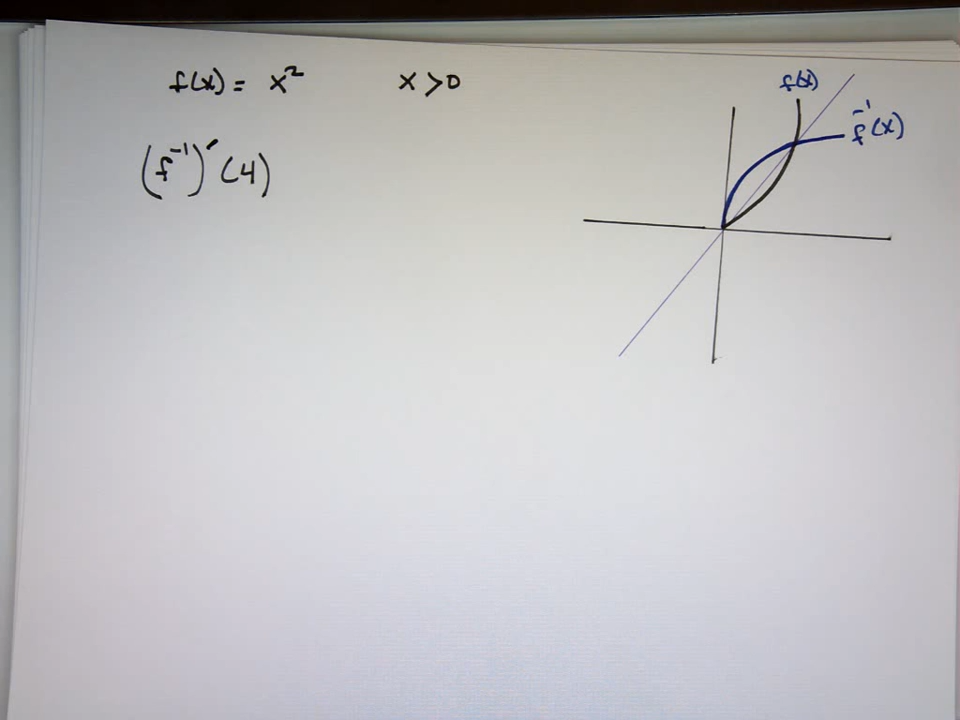 f(x) = x² x > 0
f(x)
f⁻¹(x)
(f⁻¹)′(4)